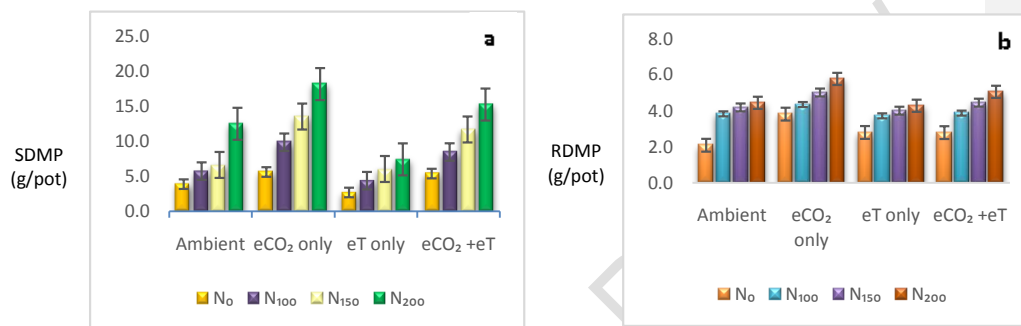 a
25.0
20.0
15.0
10.0
5.0
0.0
SDMP
(g/pot)
Ambient eCO₂ only eT only eCO₂ +eT
N₀ N₁₀₀ N₁₅₀ N₂₀₀
b
8.0
6.0
4.0
2.0
0.0
RDMP
(g/pot)
Ambient eCO₂ only eT only eCO₂ +eT
N₀ N₁₀₀ N₁₅₀ N₂₀₀